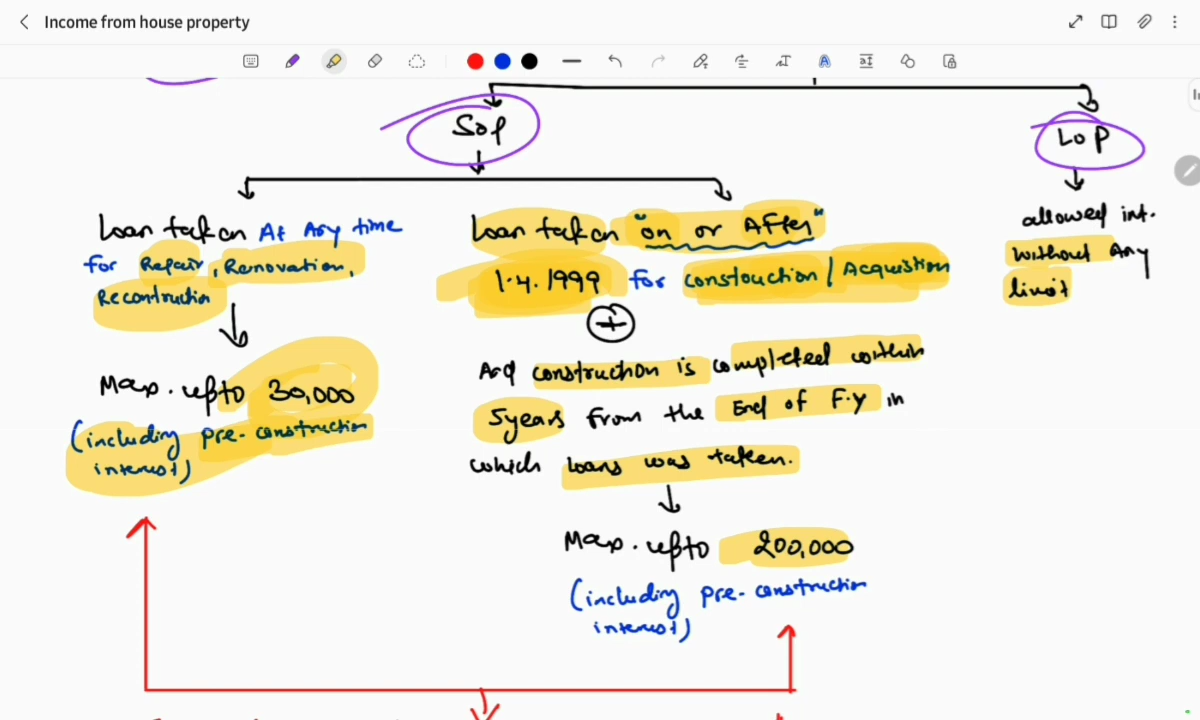 Income from house property
SOP
LOP
Loan taken At Any time
for Repair, Renovation,
Recontruction
Max. upto 30,000
(including pre-construction
interest)
Loan taken "on or After"
1.4.1999 for construction / Acquistion
+
And construction is completed within
5years from the End of F.y in
which loans was taken.
Max. upto 200,000
(including pre-construction
interest)
allowed int.
without Any
limit